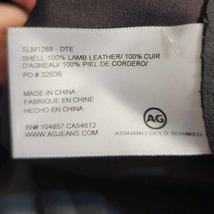 SLM1288 - DTE
SHELL 100% LAMB LEATHER/ 100% CUIR
D'AGNEAU/ 100% PIEL DE CORDERO/
PO # 32636
MADE IN CHINA
FABRIQUE EN CHINE
HECHO EN CHINA
AG
ADRIANO GOLDSCHMIED
RN# 104857 CA54612
WWW.AGJEANS.COM